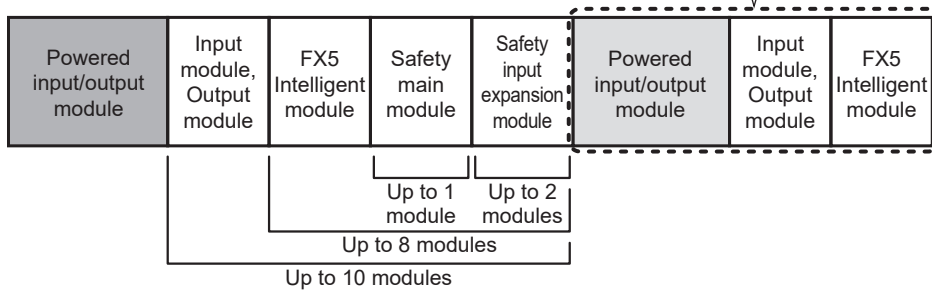 Powered
input/output
module
Input
module,
Output
module
FX5
Intelligent
module
Safety
main
module
Safety
input
expansion
module
Powered
input/output
module
Input
module,
Output
module
FX5
Intelligent
module
Up to 1
module
Up to 2
modules
Up to 8 modules
Up to 10 modules